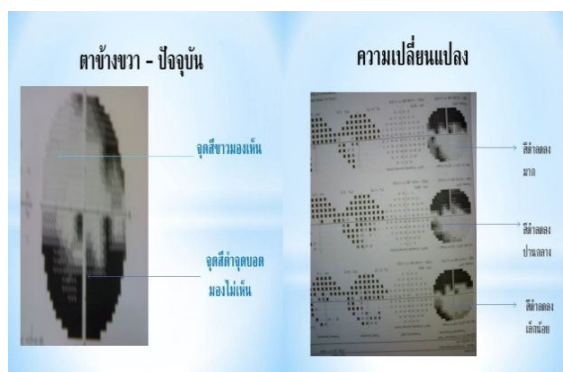 ตาข้างขวา - ปัจจุบัน
จุดสีขาวมองเห็น
จุดสีดำจุดบอด
มองไม่เห็น
ความเปลี่ยนแปลง
สีดำลดลง
มาก
สีดำลดลง
ปานกลาง
สีดำลดลง
เล็กน้อย